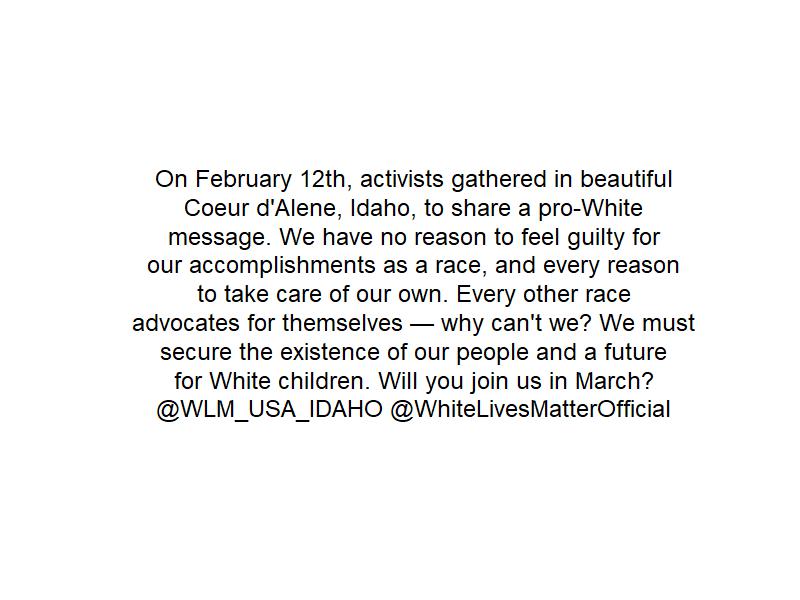 On February 12th, activists gathered in beautiful
Coeur d'Alene, Idaho, to share a pro-White
message. We have no reason to feel guilty for
our accomplishments as a race, and every reason
to take care of our own. Every other race
advocates for themselves — why can't we? We must
secure the existence of our people and a future
for White children. Will you join us in March?
@WLM_USA_IDAHO @WhiteLivesMatterOfficial